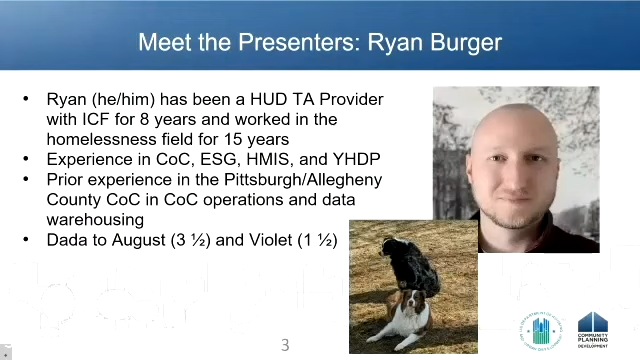 Meet the Presenters: Ryan Burger
• Ryan (he/him) has been a HUD TA Provider
with ICF for 8 years and worked in the
homelessness field for 15 years
• Experience in CoC, ESG, HMIS, and YHDP
• Prior experience in the Pittsburgh/Allegheny
County CoC in CoC operations and data
warehousing
• Dada to August (3 ½) and Violet (1 ½)
3
COMMUNITY
PLANNING
DEVELOPMENT